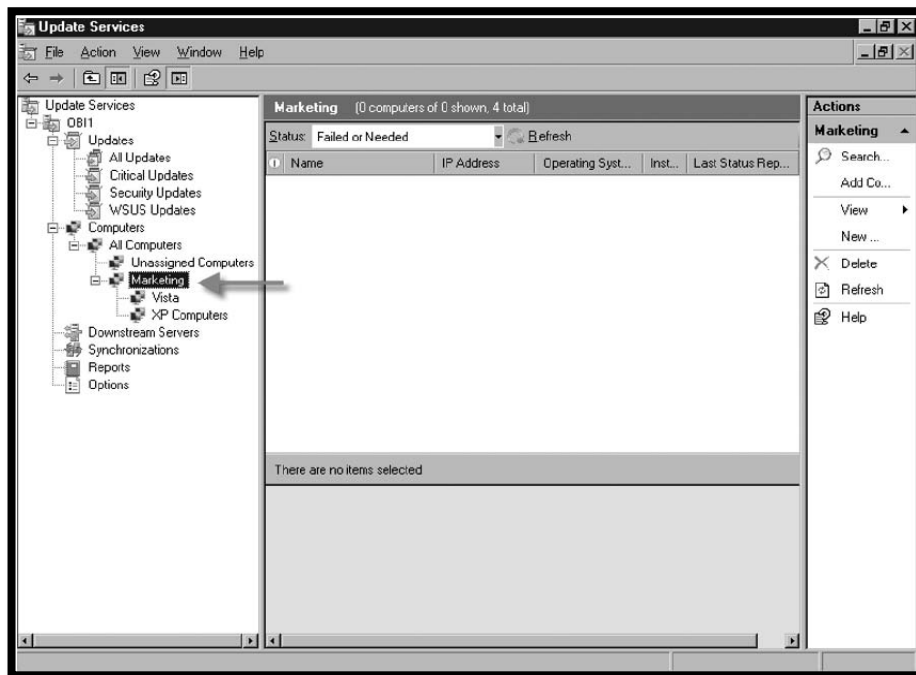 Update Services
File Action View Window Help
Update Services
OBI1
Updates
All Updates
Critical Updates
Security Updates
WSUS Updates
Computers
All Computers
Unassigned Computers
Marketing
Vista
XP Computers
Downstream Servers
Synchronizations
Reports
Options
Marketing (0 computers of 0 shown, 4 total)
Status: Failed or Needed Refresh
Name IP Address Operating Syst... Inst... Last Status Rep...
There are no items selected
Actions
Marketing
Search...
Add Co...
View
New ...
Delete
Refresh
Help